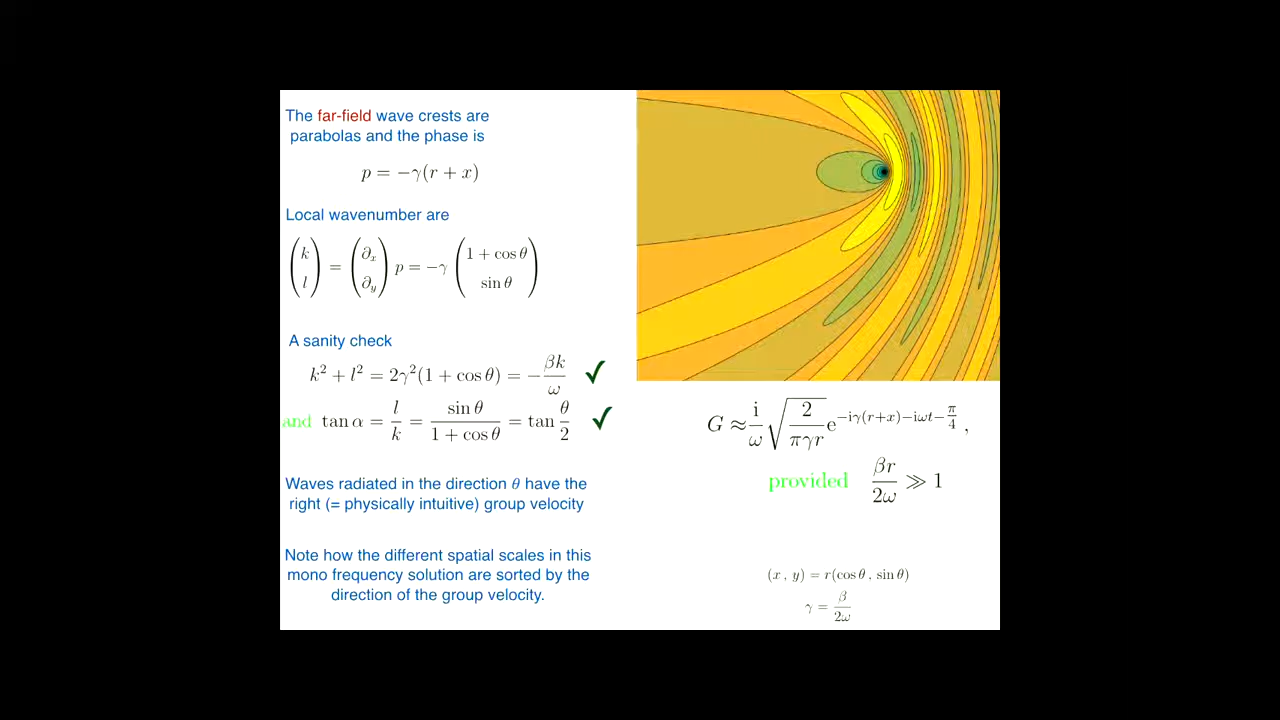 The far-field wave crests are
parabolas and the phase is
p = −γ(r + x)
Local wavenumber are
(k l) = (∂x ∂y) p = −γ (1 + cos θ sin θ)
A sanity check
k² + l² = 2γ²(1 + cos θ) = −βk/ω ✓
and tan α = l/k = sin θ/(1 + cos θ) = tan θ/2 ✓
Waves radiated in the direction θ have the
right (= physically intuitive) group velocity
Note how the different spatial scales in this
mono frequency solution are sorted by the
direction of the group velocity.
G ≈ i/ω √(2/πγr) e^(−iγ(r+x)−iωt−π/4) ,
provided βr/2ω ≫ 1
(x , y) = r(cos θ , sin θ)
γ = β/2ω